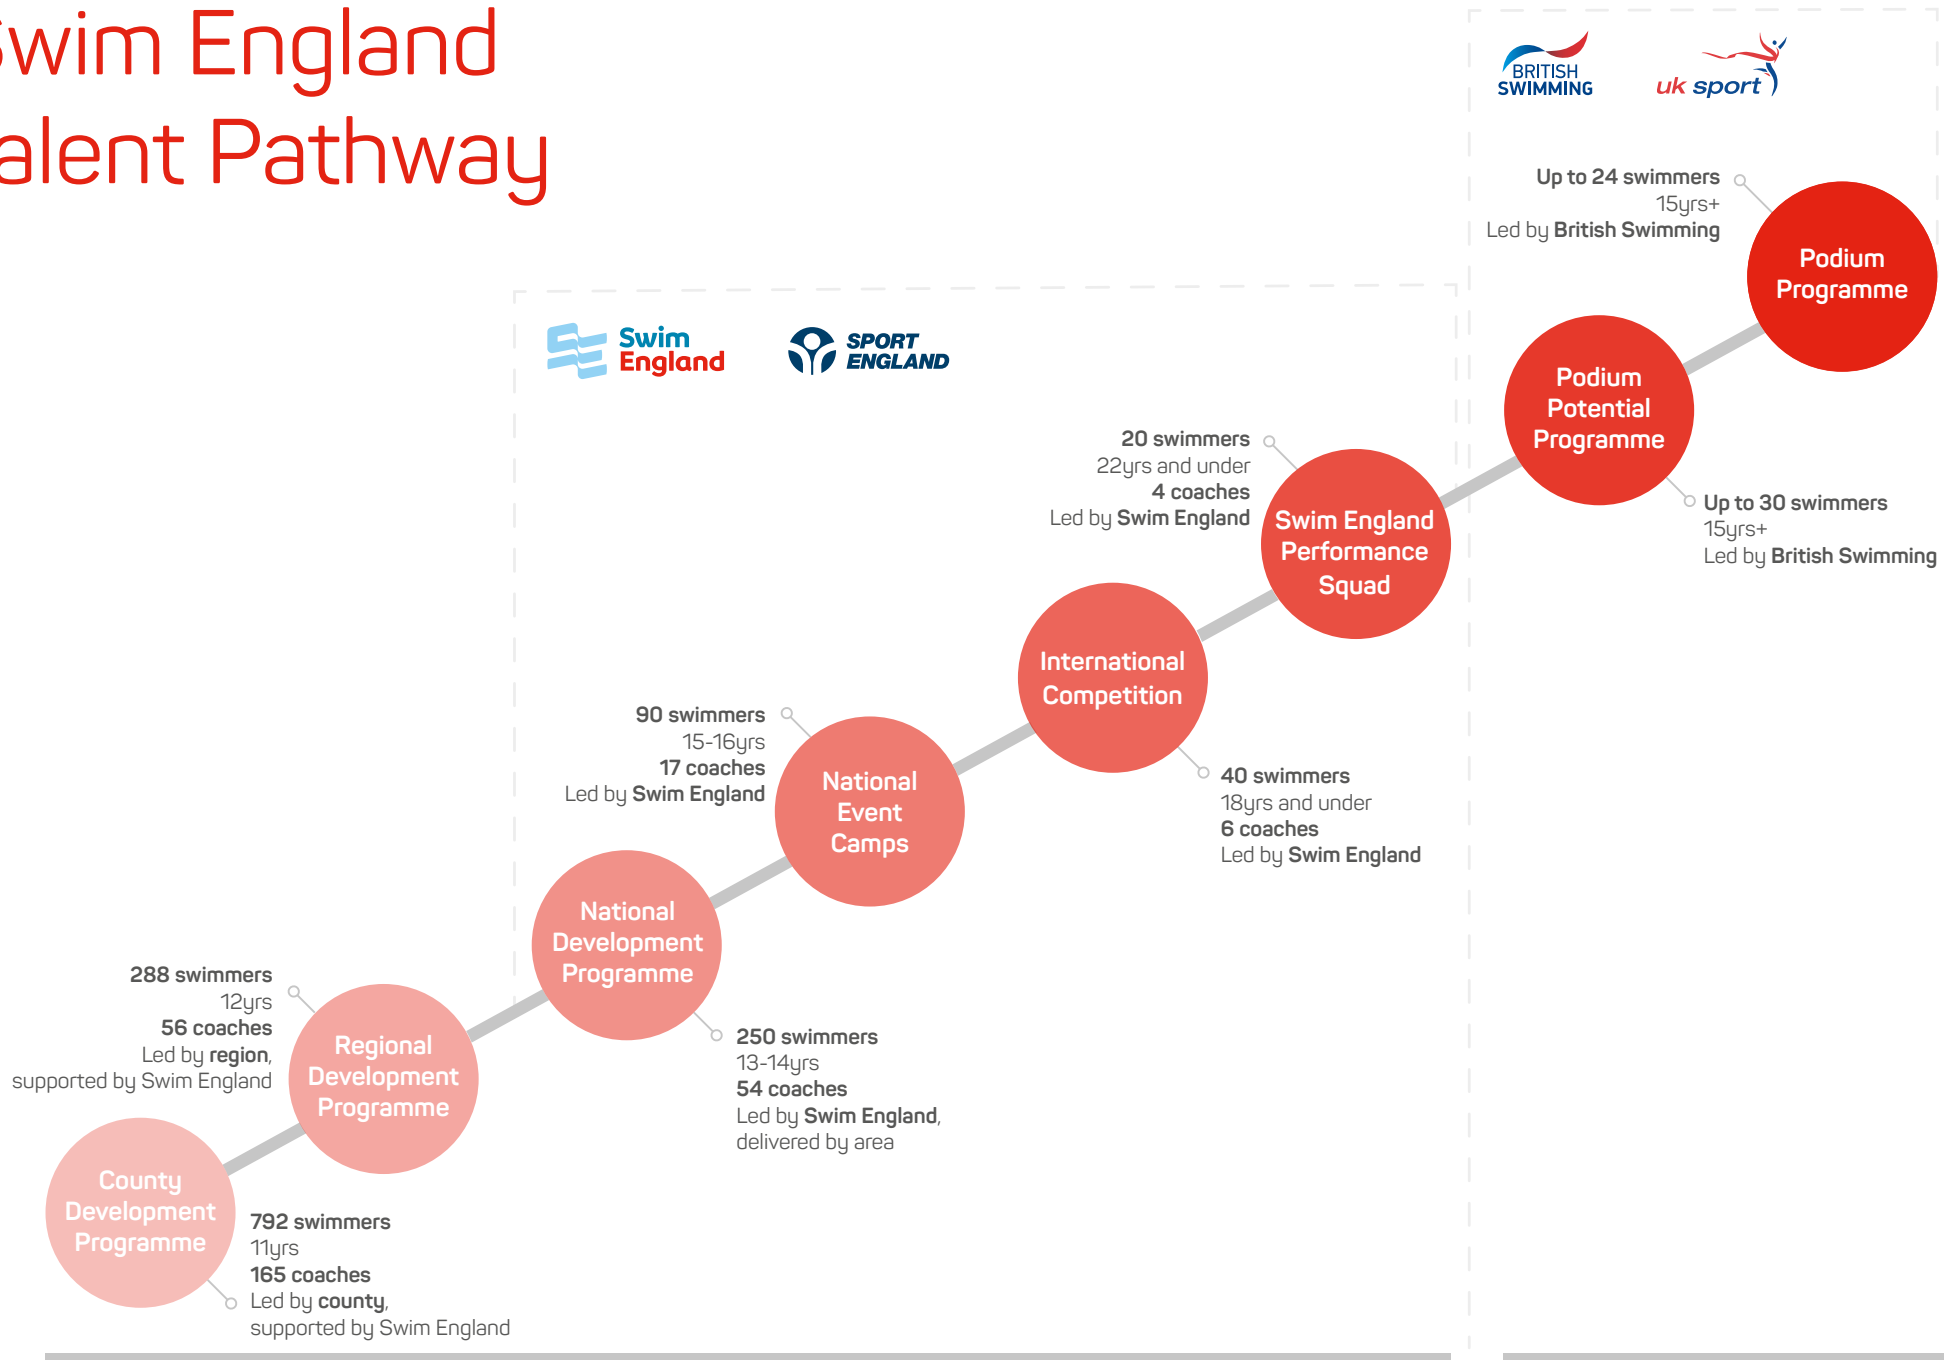 Swim England
Talent Pathway
BRITISH
SWIMMING
uk sport
Up to 24 swimmers
15yrs+
Led by British Swimming
Podium
Programme
Swim
England
SPORT
ENGLAND
Podium
Potential
Programme
Up to 30 swimmers
15yrs+
Led by British Swimming
20 swimmers
22yrs and under
4 coaches
Led by Swim England
Swim England
Performance
Squad
International
Competition
40 swimmers
18yrs and under
6 coaches
Led by Swim England
90 swimmers
15-16yrs
17 coaches
Led by Swim England
National
Event
Camps
National
Development
Programme
250 swimmers
13-14yrs
54 coaches
Led by Swim England,
delivered by area
288 swimmers
12yrs
56 coaches
Led by region,
supported by Swim England
Regional
Development
Programme
County
Development
Programme
792 swimmers
11yrs
165 coaches
Led by county,
supported by Swim England